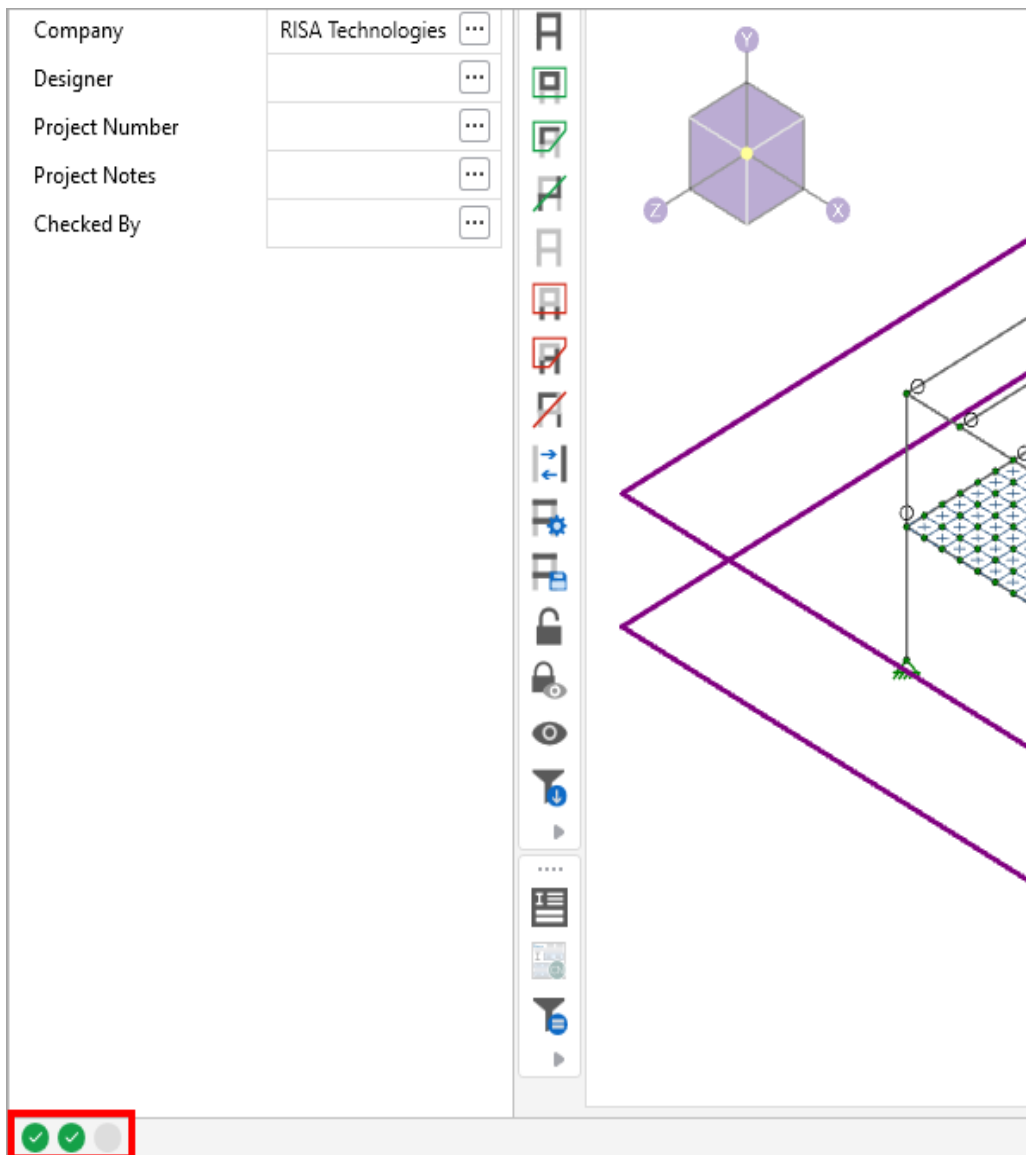 Company
RISA Technologies
Designer
Project Number
Project Notes
Checked By
Y
Z
X